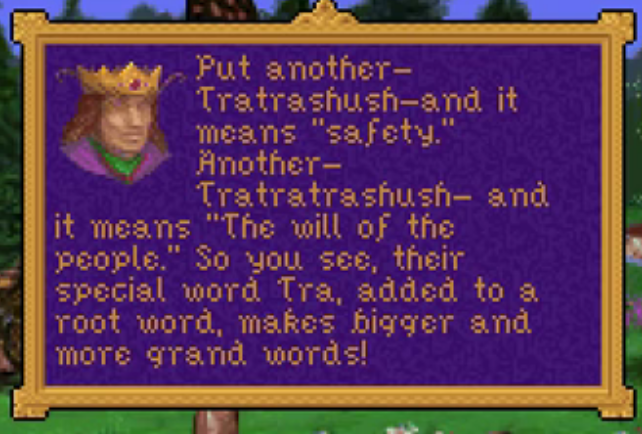 Put another—
Tratrashush—and it
means "safety."
Another—
Tratratrashush— and
it means "The will of the
people." So you see, their
special word Tra, added to a
root word, makes bigger and
more grand words!